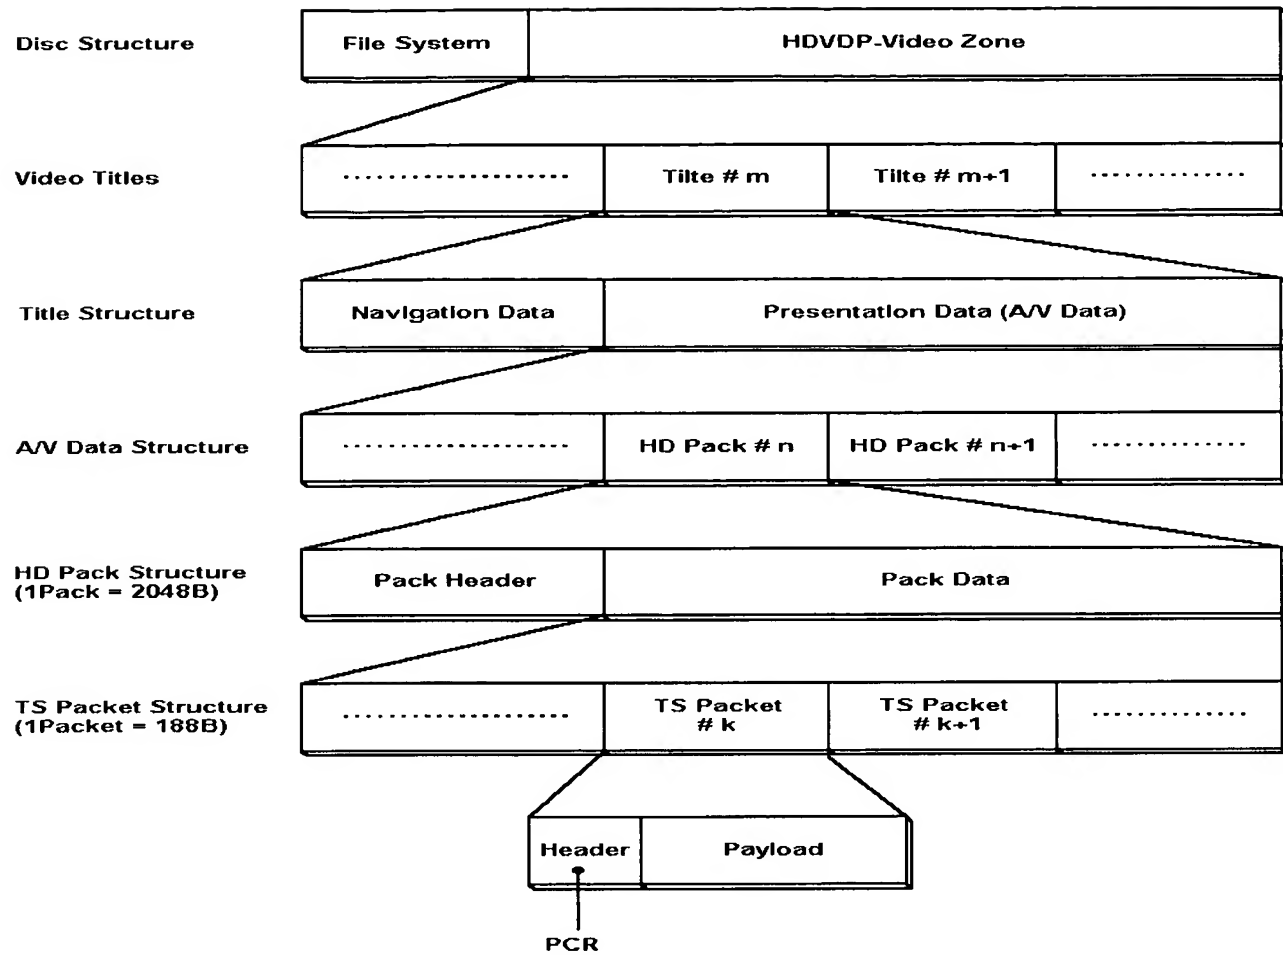 Disc Structure
File System
HDVDP-Video Zone
Video Titles
..................
Tilte # m
Tilte # m+1
..............
Title Structure
Navigation Data
Presentation Data (A/V Data)
A/V Data Structure
..................
HD Pack # n
HD Pack # n+1
..............
HD Pack Structure
(1Pack = 2048B)
Pack Header
Pack Data
TS Packet Structure
(1Packet = 188B)
..................
TS Packet
# k
TS Packet
# k+1
..............
Header
Payload
PCR